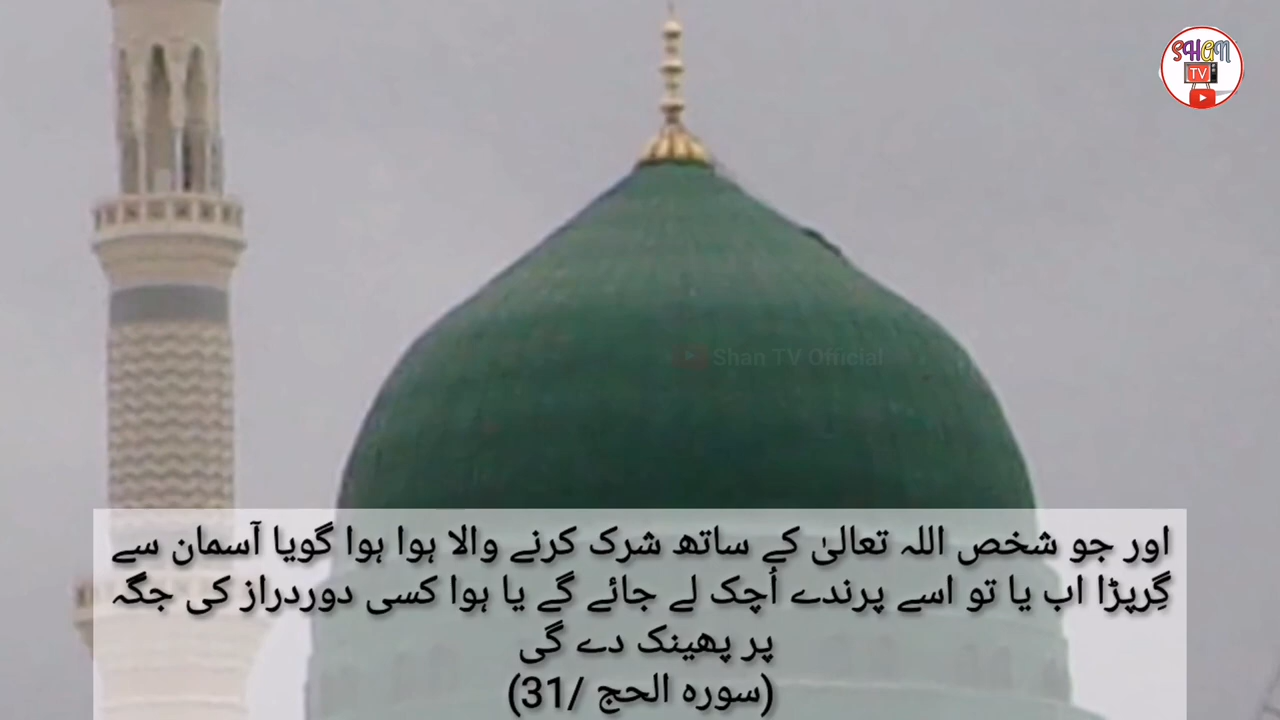 SHAN
TV
Shan TV Official
اور جو شخص اللہ تعالیٰ کے ساتھ شرک کرنے والا ہوا ہوا گویا آسمان سے
گِرپڑا اب یا تو اسے پرندے اُچک لے جائے گے یا ہوا کسی دوردراز کی جگہ
پر پھینک دے گی
(سورہ الحج /31)